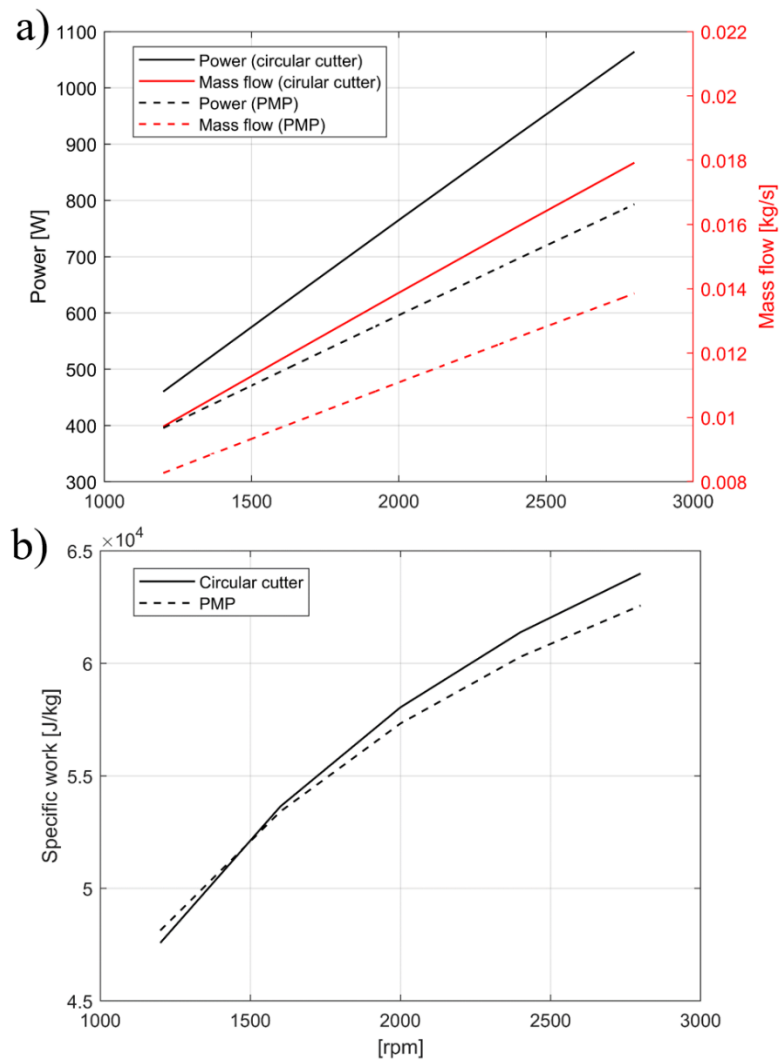 a)
1100
1000
900
800
700
600
500
400
300
Power [W]
Power (circular cutter)
Mass flow (cirular cutter)
Power (PMP)
Mass flow (PMP)
0.022
0.02
0.018
0.016
0.014
0.012
0.01
0.008
Mass flow [kg/s]
1000 1500 2000 2500 3000
b)
×10⁴
6.5
6
5.5
5
4.5
Specific work [J/kg]
Circular cutter
PMP
1000 1500 2000 2500 3000
[rpm]